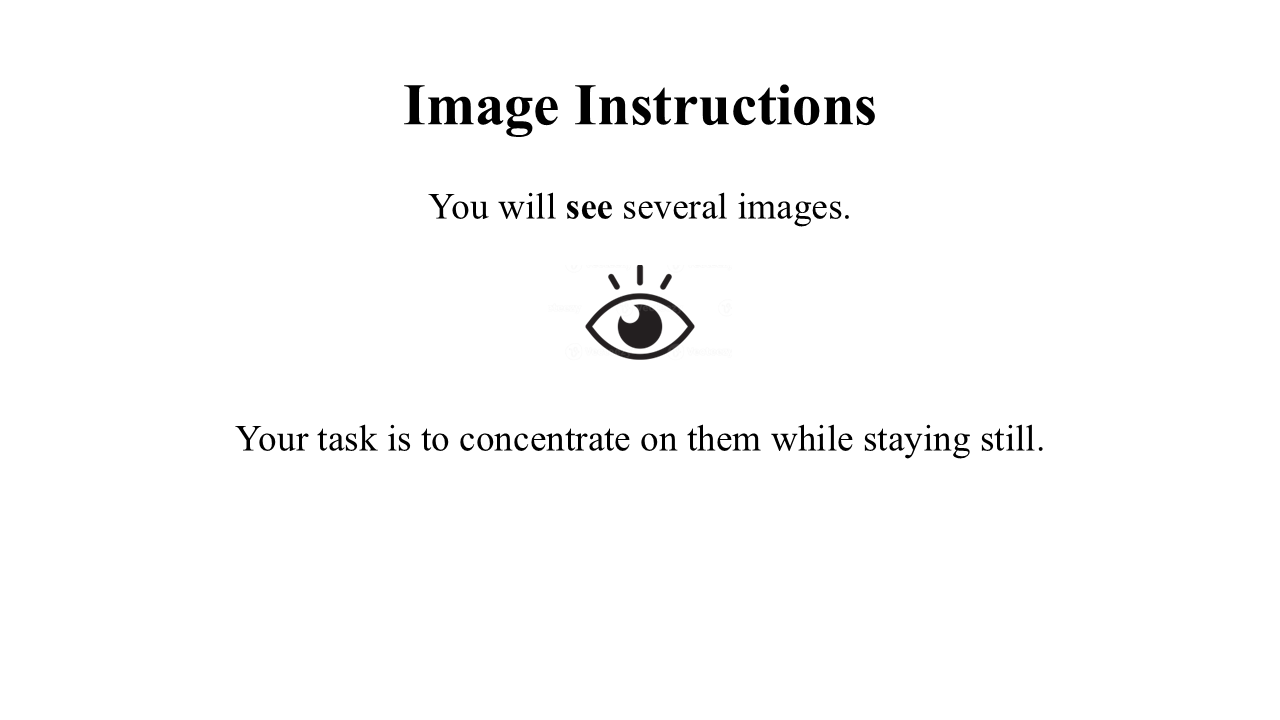 Image Instructions
You will see several images.
Your task is to concentrate on them while staying still.